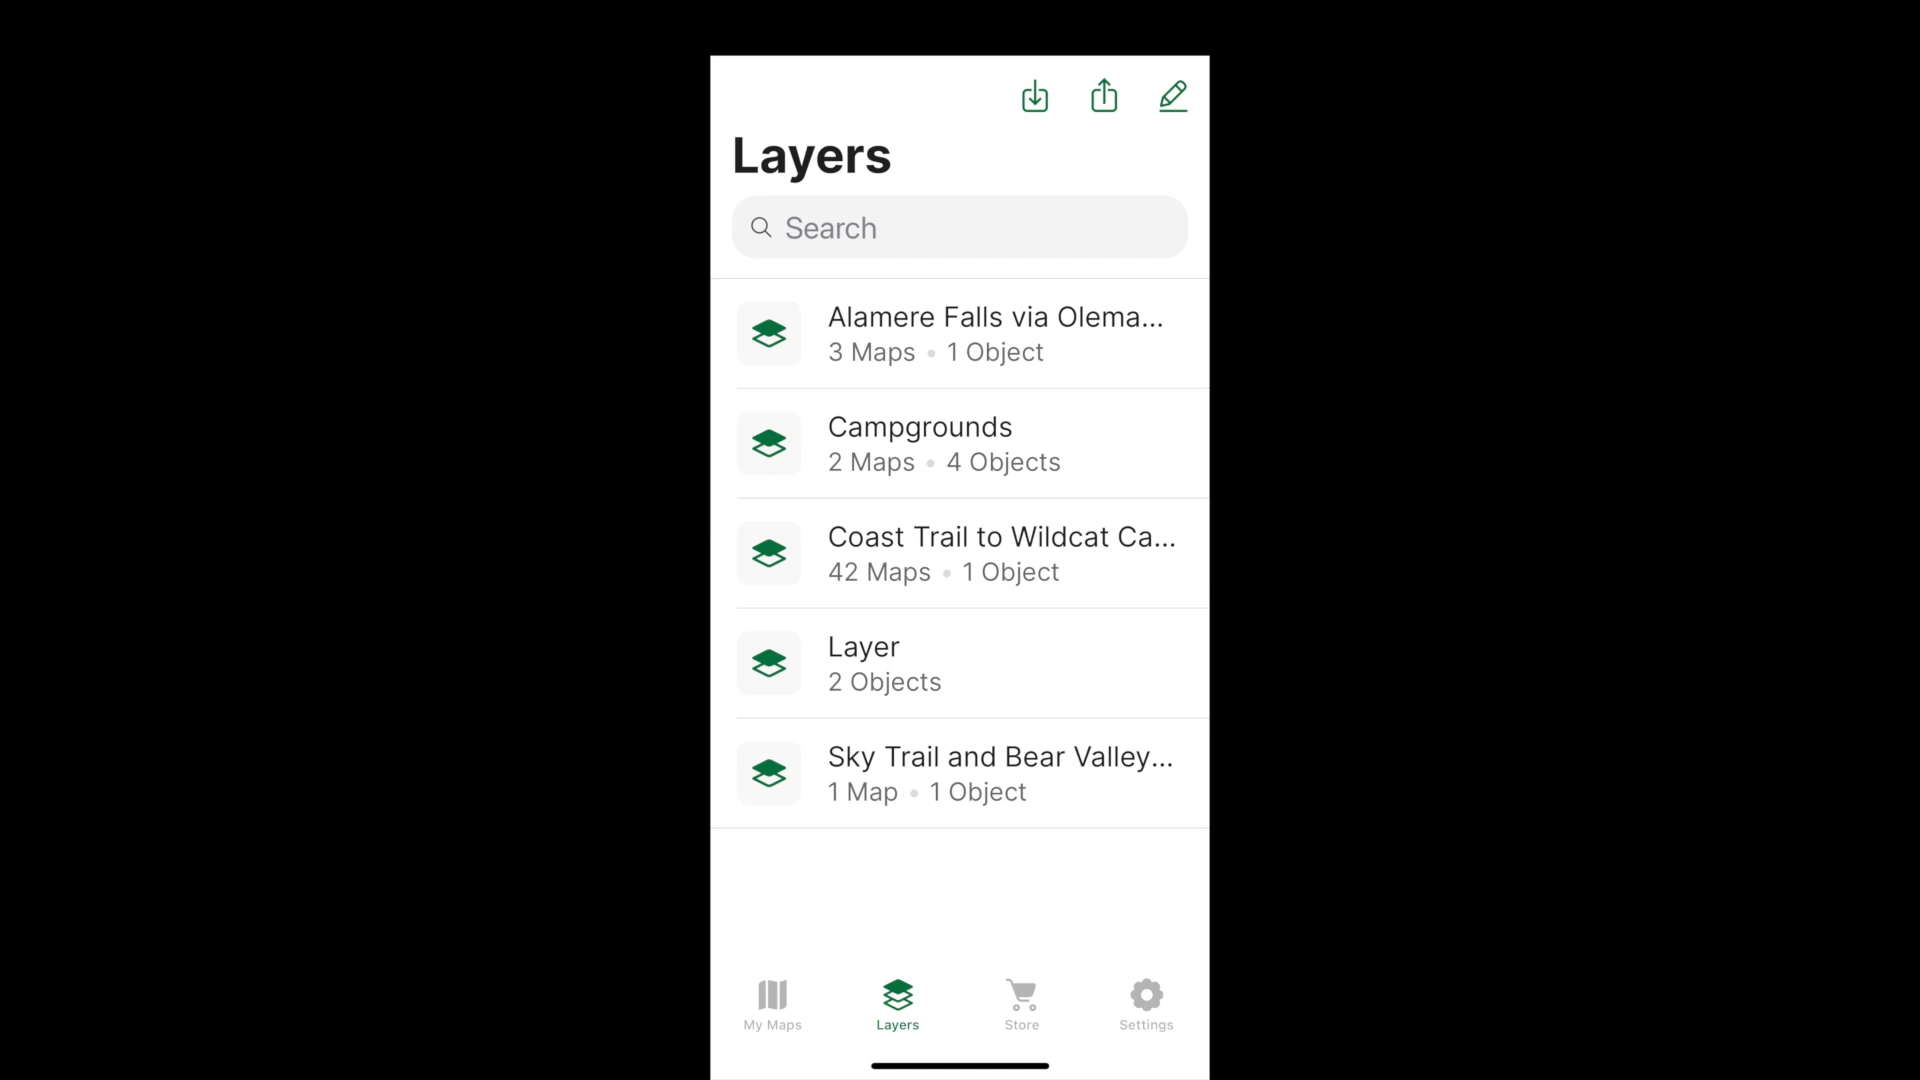 Layers
Search
Alamere Falls via Olema...
3 Maps • 1 Object
Campgrounds
2 Maps • 4 Objects
Coast Trail to Wildcat Ca...
42 Maps • 1 Object
Layer
2 Objects
Sky Trail and Bear Valley...
1 Map • 1 Object
My Maps
Layers
Store
Settings